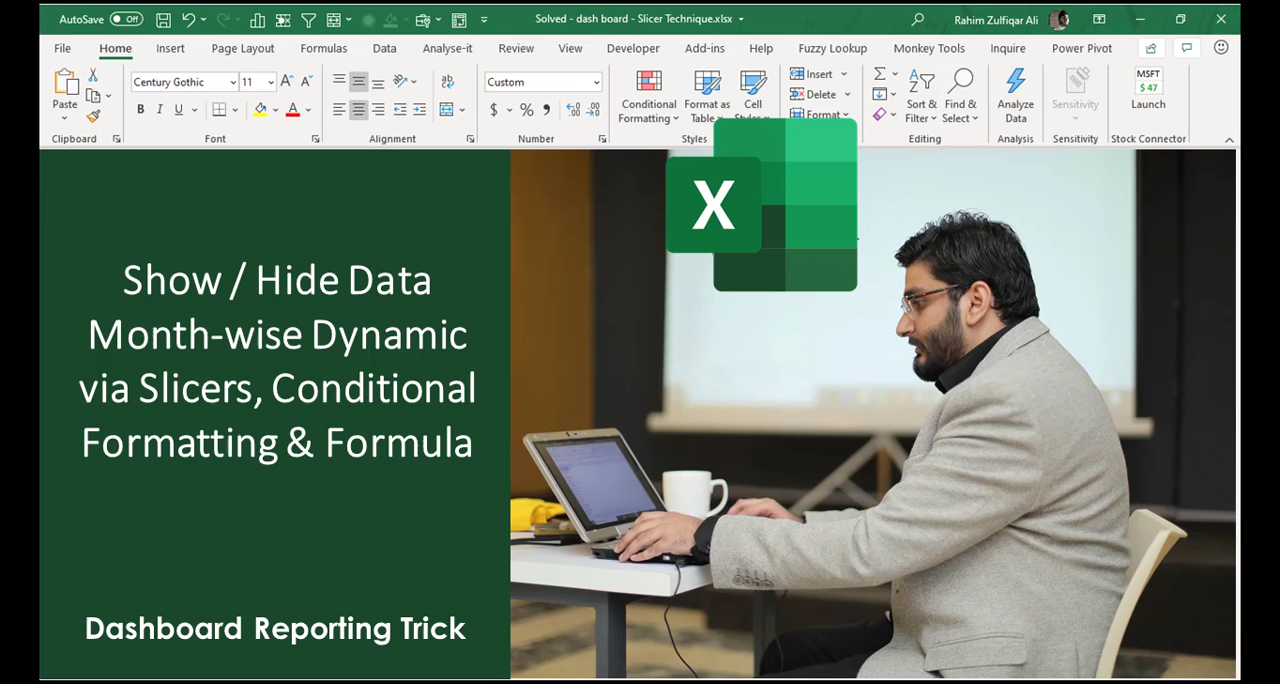 AutoSave Off Solved - dash board - Slicer Technique.xlsx Rahim Zulfiqar Ali
File Home Insert Page Layout Formulas Data Analyse-it Review View Developer Add-ins Help Fuzzy Lookup Monkey Tools Inquire Power Pivot
Paste Century Gothic 11 A A Custom Conditional Formatting Format as Table Cell Styles Insert Delete Format Sort & Filter Find & Select Analyze Data Sensitivity MSFT $ 47 Launch
B I U A $ % ,
Clipboard Font Alignment Number Styles Editing Analysis Sensitivity Stock Connector
X
Show / Hide Data
Month-wise Dynamic
via Slicers, Conditional
Formatting & Formula
Dashboard Reporting Trick